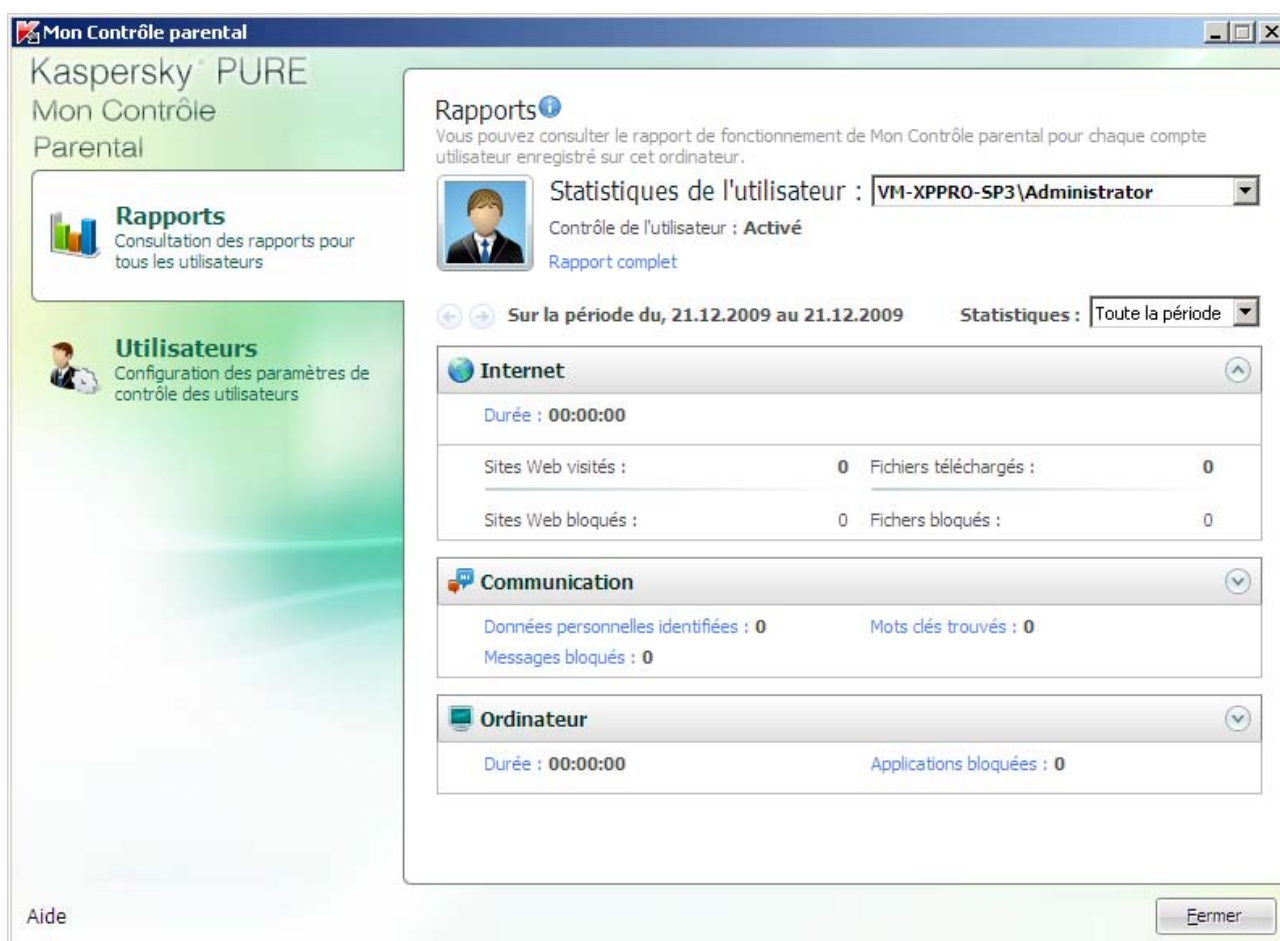 Mon Contrôle parental
Kaspersky PURE
Mon Contrôle
Parental
Rapports
Consultation des rapports pour
tous les utilisateurs
Utilisateurs
Configuration des paramètres de
contrôle des utilisateurs
Rapports
Vous pouvez consulter le rapport de fonctionnement de Mon Contrôle parental pour chaque compte
utilisateur enregistré sur cet ordinateur.
Statistiques de l'utilisateur : VM-XPPRO-SP3\Administrator
Contrôle de l'utilisateur : Activé
Rapport complet
Sur la période du, 21.12.2009 au 21.12.2009 Statistiques : Toute la période
Internet
Durée : 00:00:00
Sites Web visités : 0 Fichiers téléchargés : 0
Sites Web bloqués : 0 Fichers bloqués : 0
Communication
Données personnelles identifiées : 0 Mots clés trouvés : 0
Messages bloqués : 0
Ordinateur
Durée : 00:00:00 Applications bloquées : 0
Aide
Fermer